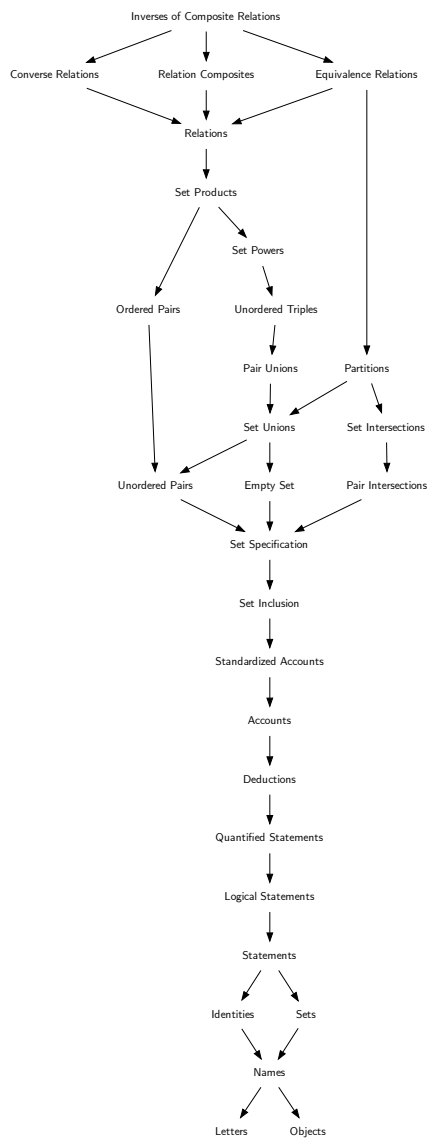 Inverses of Composite Relations
Converse Relations
Relation Composites
Equivalence Relations
Relations
Set Products
Set Powers
Ordered Pairs
Unordered Triples
Pair Unions
Partitions
Set Unions
Set Intersections
Unordered Pairs
Empty Set
Pair Intersections
Set Specification
Set Inclusion
Standardized Accounts
Accounts
Deductions
Quantified Statements
Logical Statements
Statements
Identities
Sets
Names
Letters
Objects